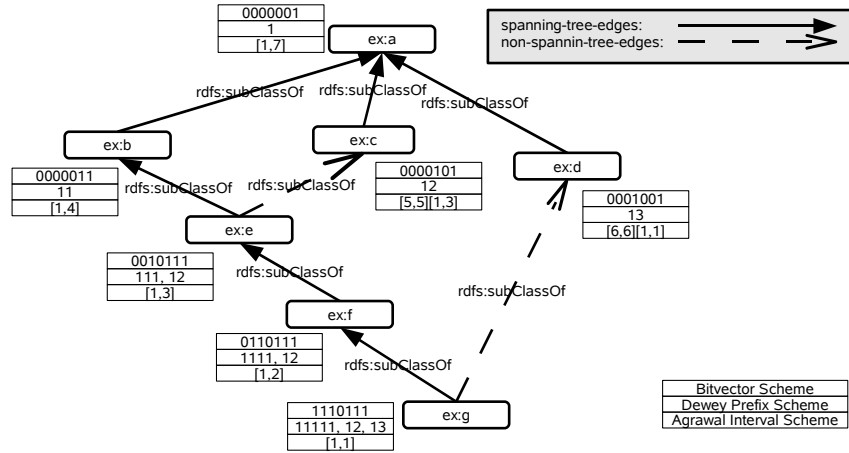 0000001
1
[1,7]
ex:a
spanning-tree-edges:
non-spannin-tree-edges:
rdfs:subClassOf
rdfs:subClassOf
rdfs:subClassOf
ex:b
ex:c
ex:d
0000011
11
[1,4]
rdfs:subClassOf
rdfs:subClassOf
0000101
12
[5,5][1,3]
0001001
13
[6,6][1,1]
ex:e
0010111
111, 12
[1,3]
rdfs:subClassOf
rdfs:subClassOf
ex:f
0110111
1111, 12
[1,2]
rdfs:subClassOf
1110111
11111, 12, 13
[1,1]
ex:g
Bitvector Scheme
Dewey Prefix Scheme
Agrawal Interval Scheme